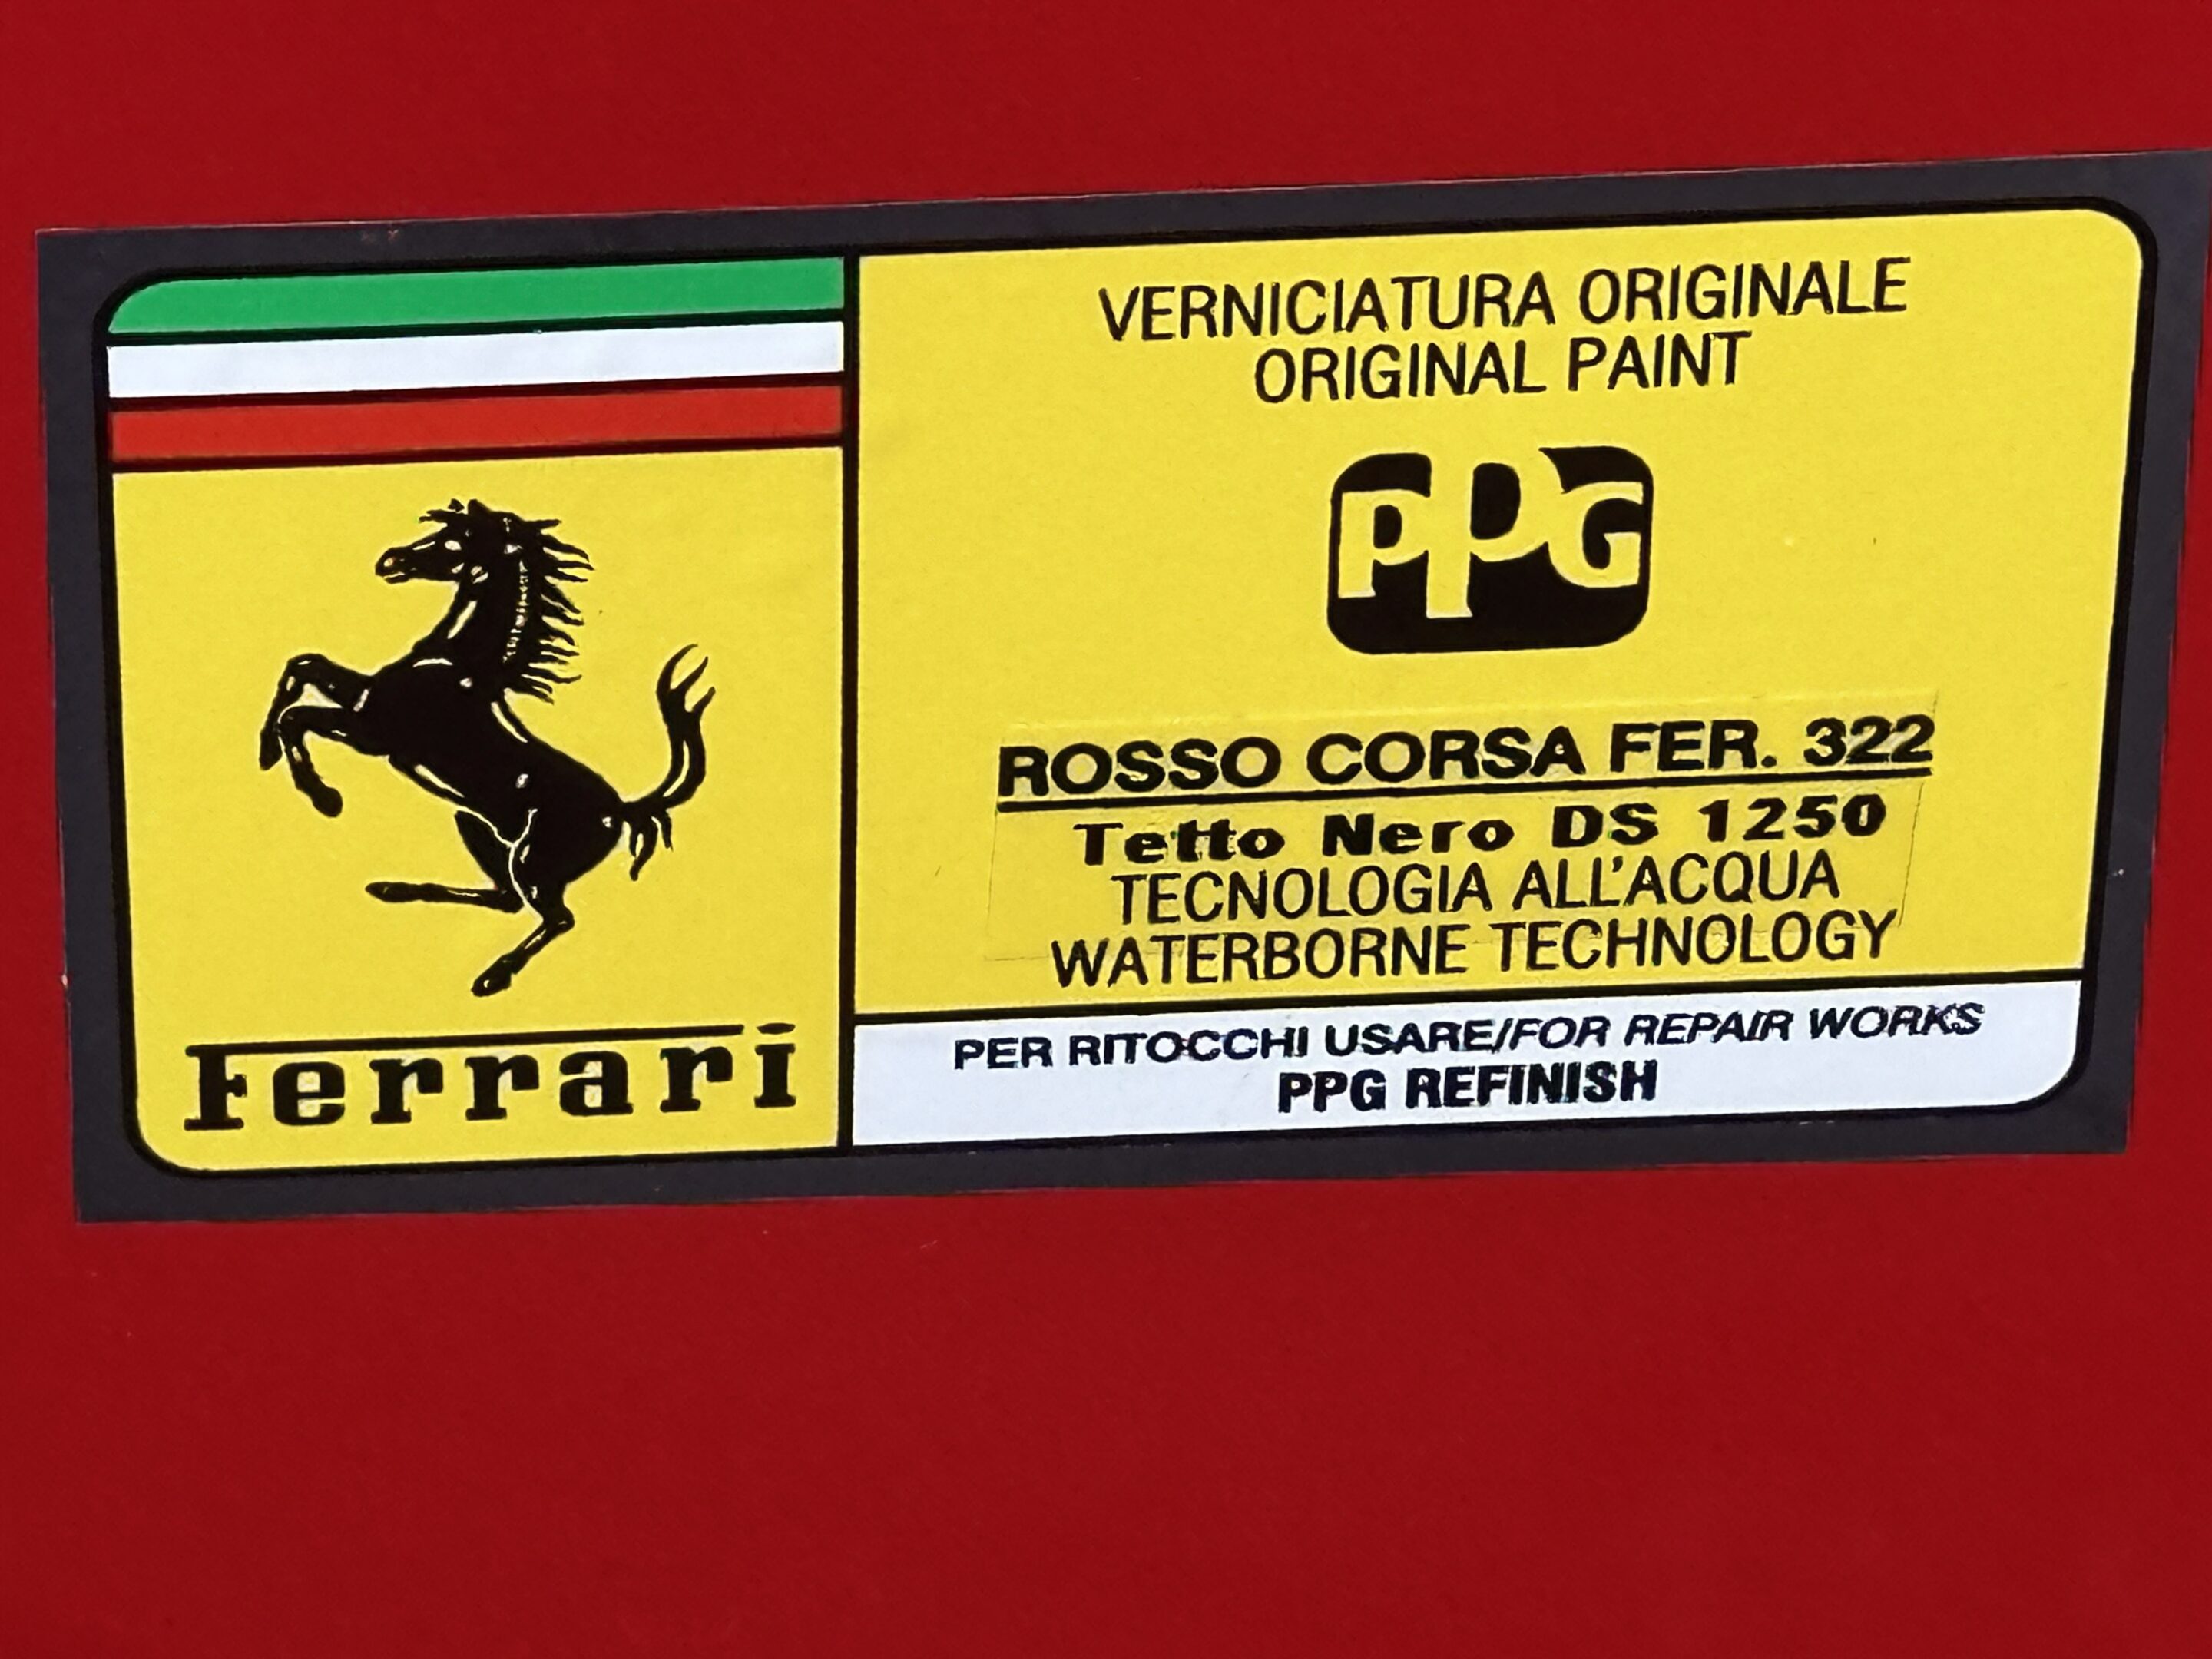 Ferrari
VERNICIATURA ORIGINALE
ORIGINAL PAINT
PPG
ROSSO CORSA FER. 322
Tetto Nero DS 1250
TECNOLOGIA ALL'ACQUA
WATERBORNE TECHNOLOGY
PER RITOCCHI USARE/FOR REPAIR WORKS
PPG REFINISH